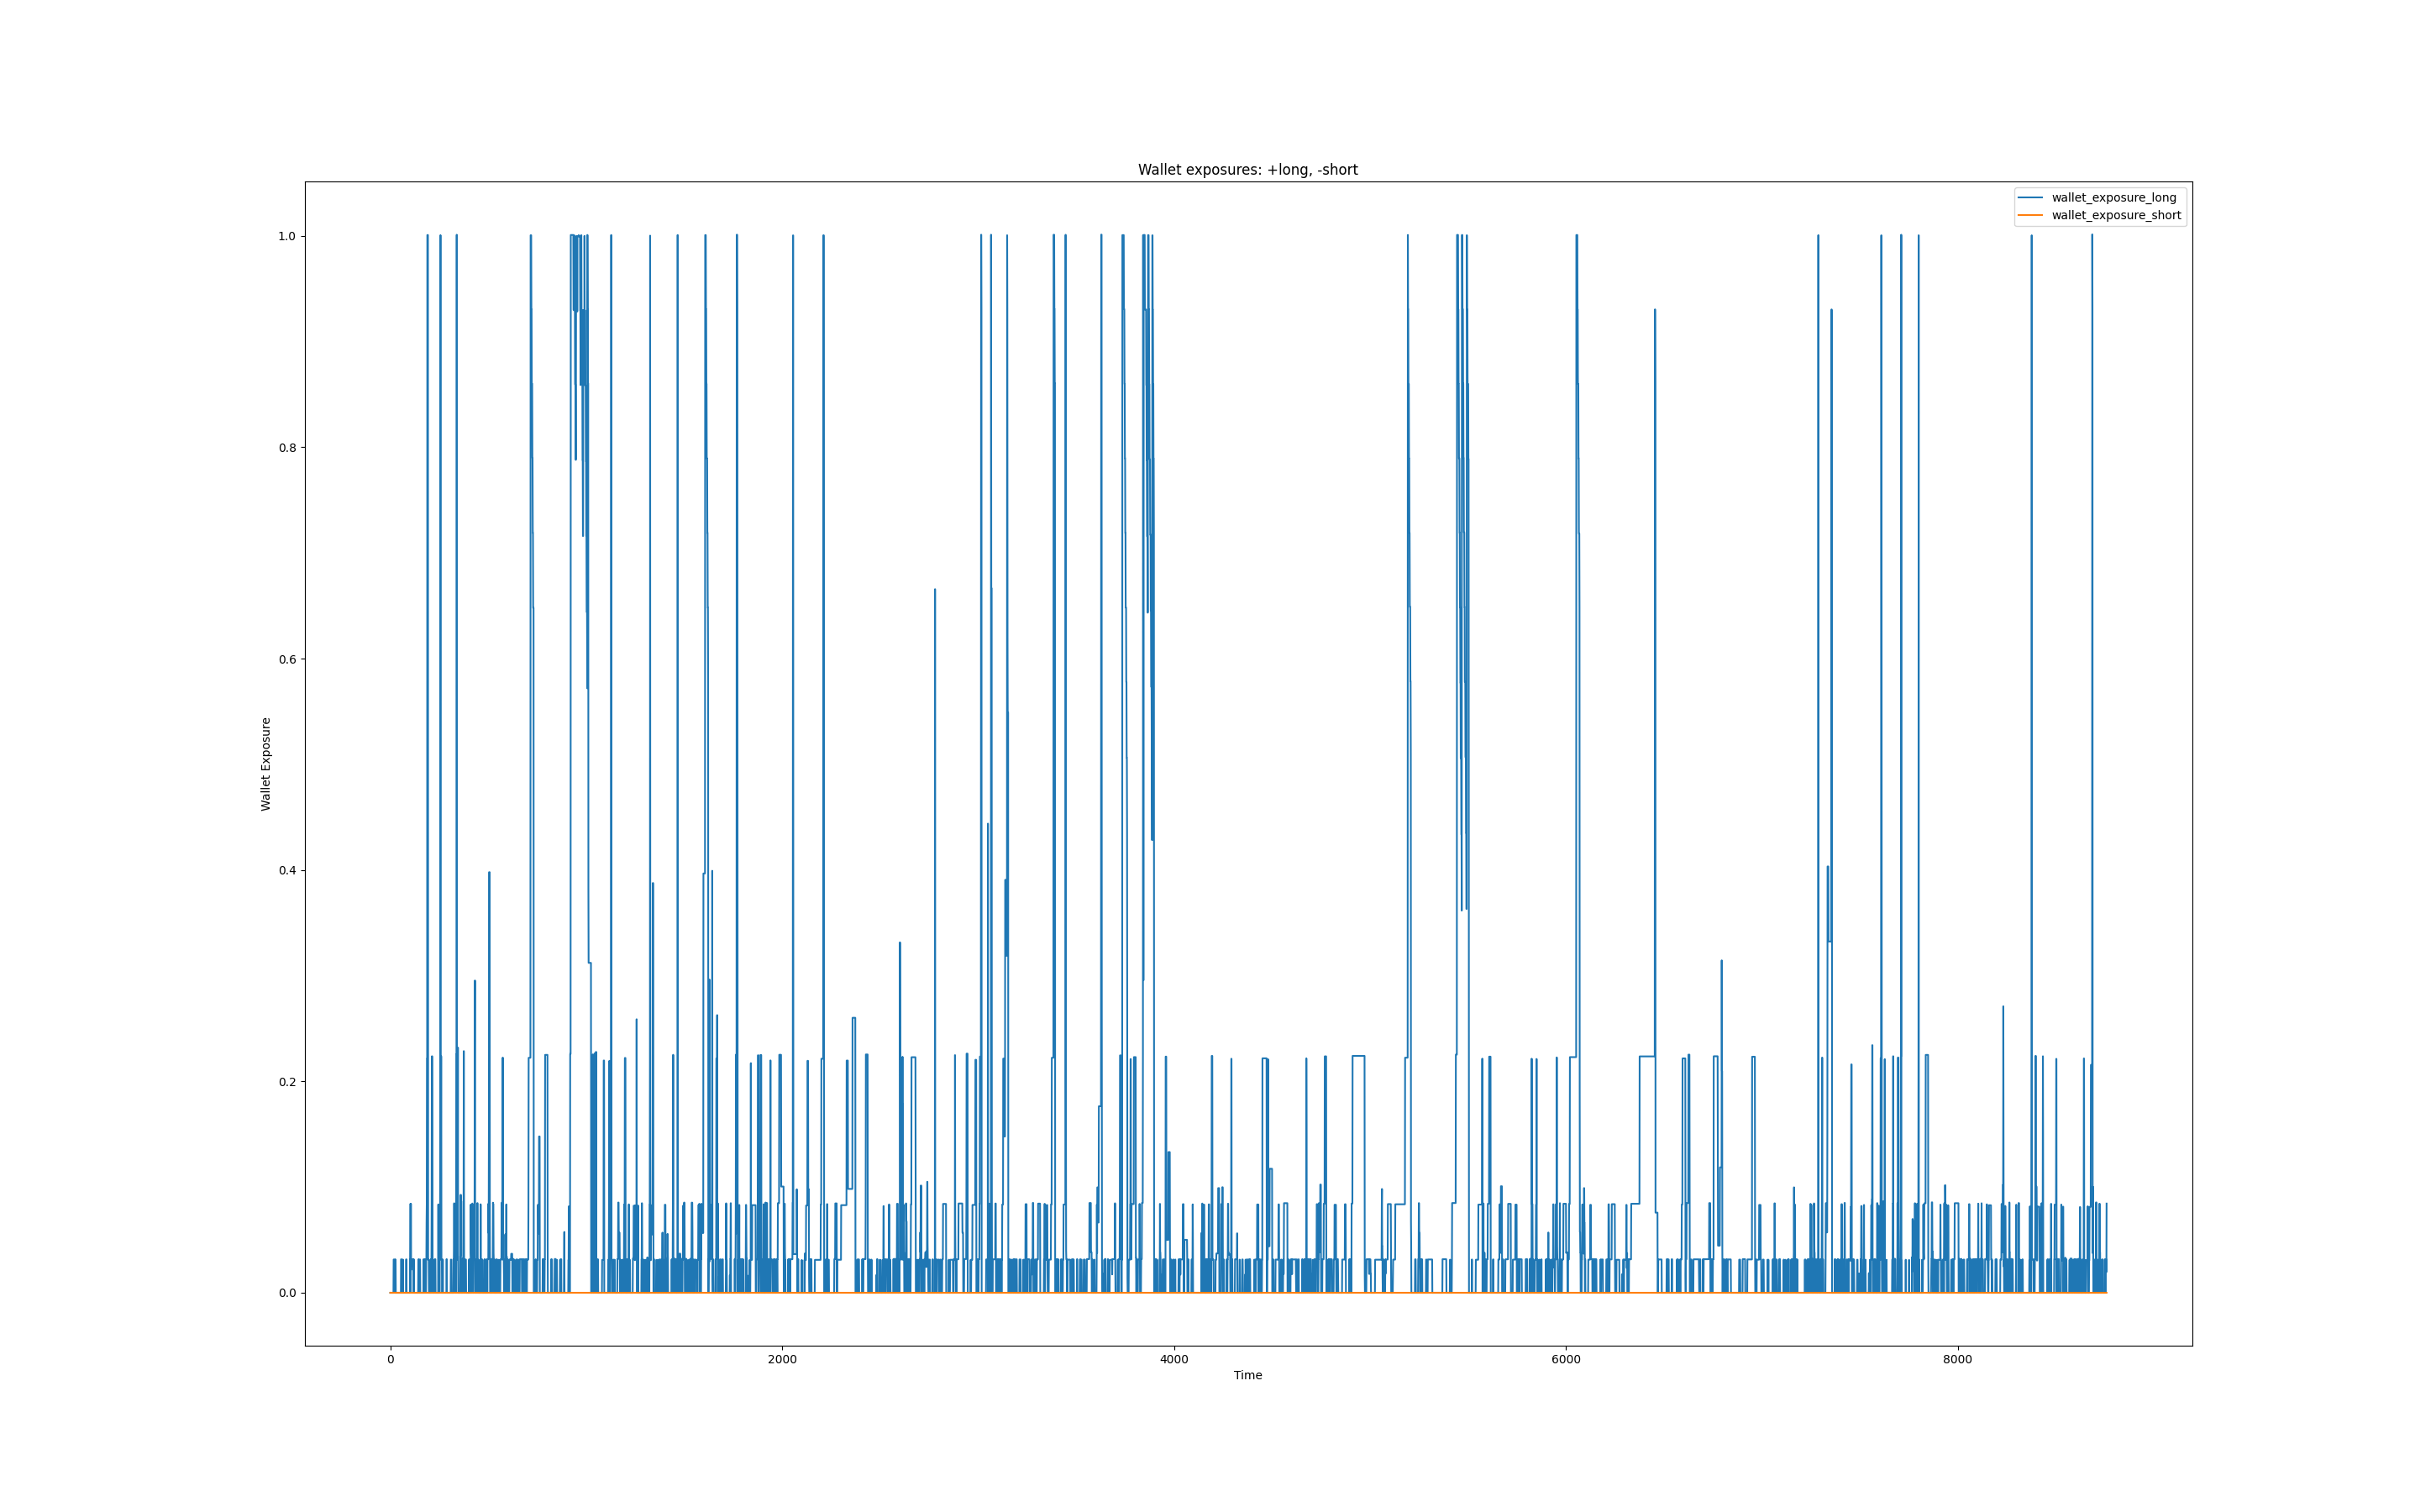 Wallet exposures: +long, -short
wallet_exposure_long
wallet_exposure_short
1.0
0.8
0.6
0.4
0.2
0.0
Wallet Exposure
0 2000 4000 6000 8000
Time